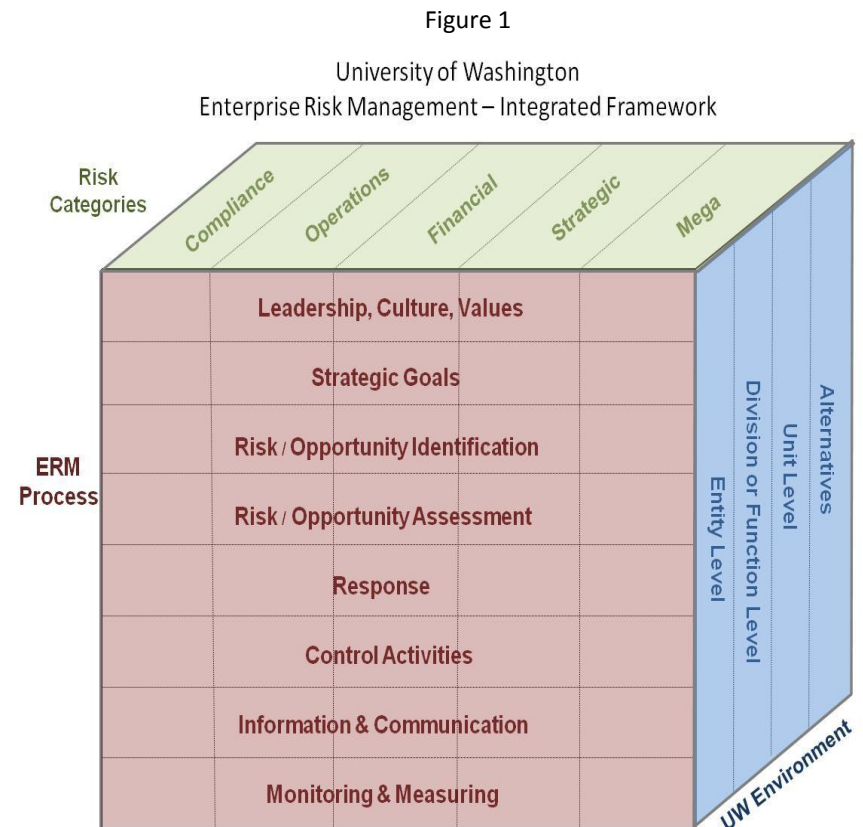 Figure 1
University of Washington
Enterprise Risk Management – Integrated Framework
Risk
Categories
Compliance
Operations
Financial
Strategic
Mega
ERM
Process
Leadership, Culture, Values
Strategic Goals
Risk / Opportunity Identification
Risk / Opportunity Assessment
Response
Control Activities
Information & Communication
Monitoring & Measuring
Entity Level
Division or Function Level
Unit Level
Alternatives
UW Environment